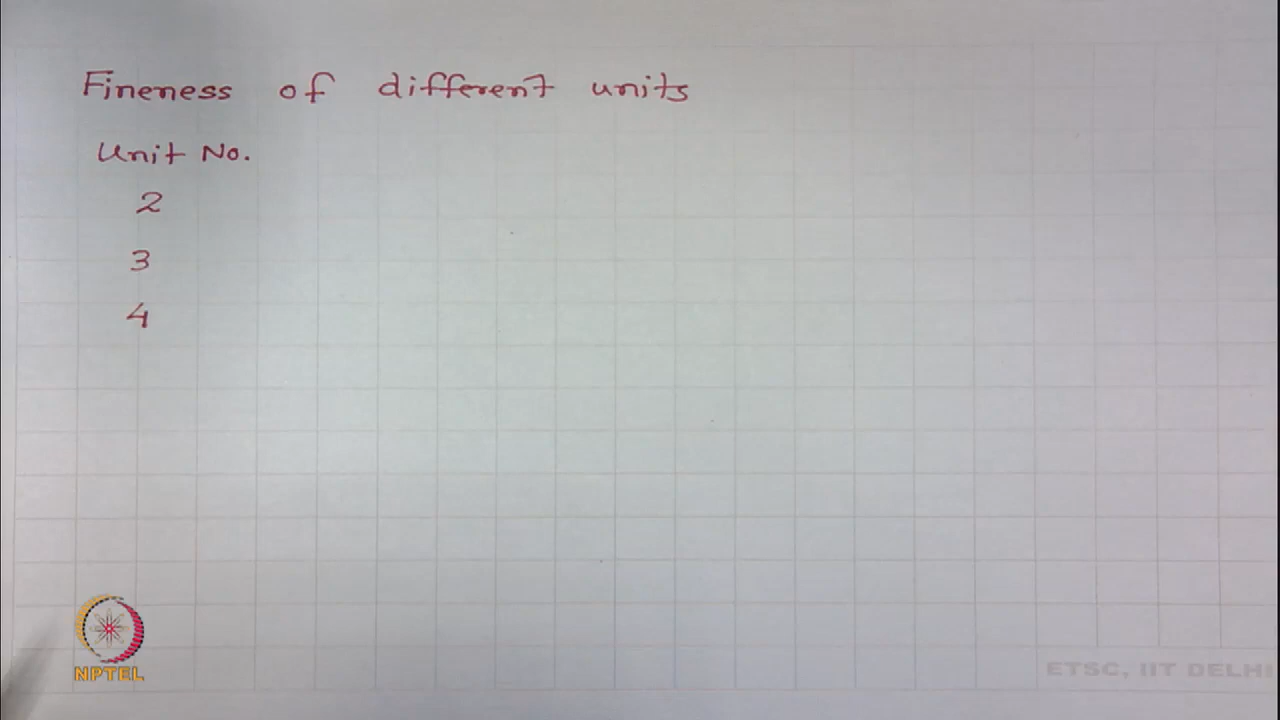 Fineness of different units
Unit No.
2
3
4
NPTEL
ETSC, IIT DELHI